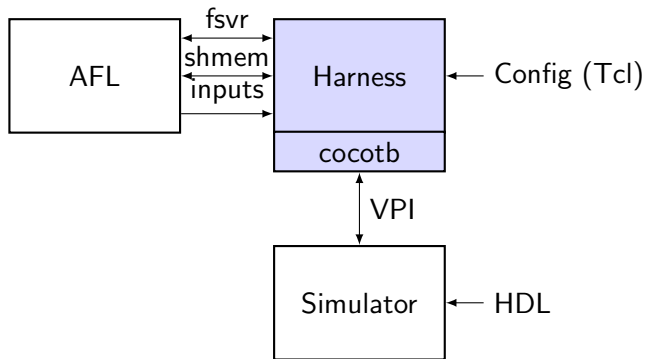 fsvr
shmem
AFL
Harness
Config (Tcl)
inputs
cocotb
VPI
Simulator
HDL